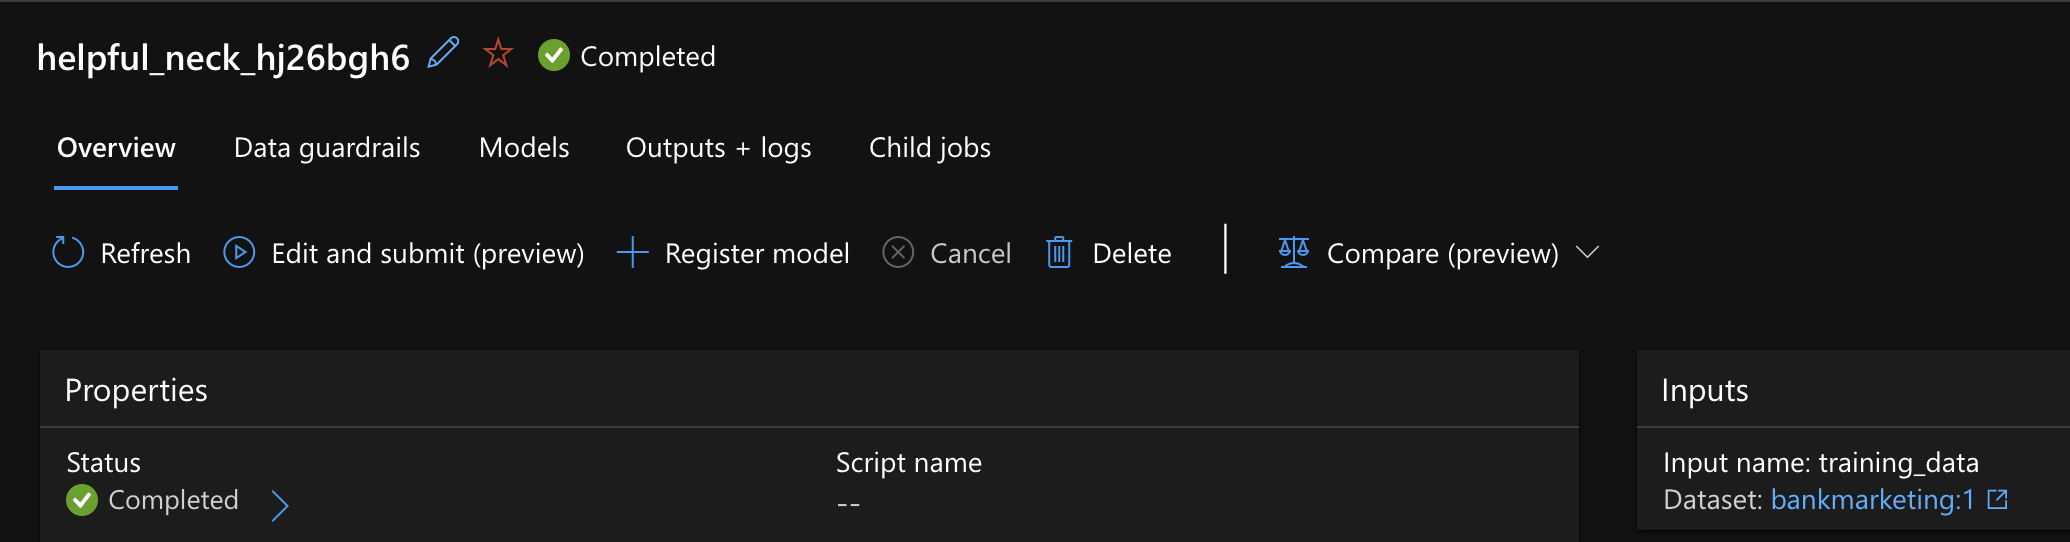 helpful_neck_hj26bgh6 Completed
Overview Data guardrails Models Outputs + logs Child jobs
Refresh Edit and submit (preview) Register model Cancel Delete Compare (preview)
Properties
Status Script name
Completed --
Inputs
Input name: training_data
Dataset: bankmarketing:1